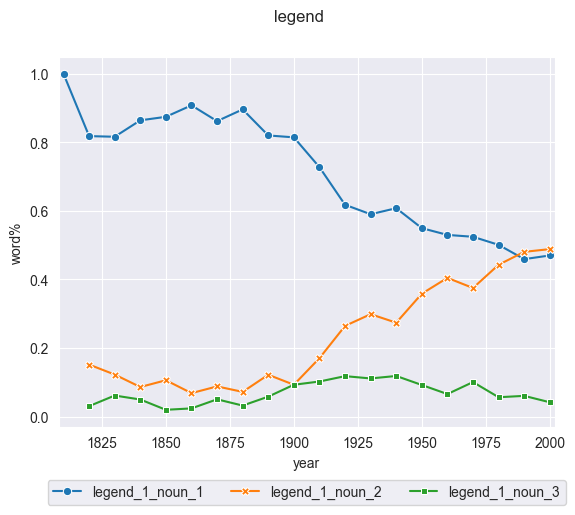 legend
1.0
0.8
0.6
0.4
0.2
0.0
word%
1825 1850 1875 1900 1925 1950 1975 2000
year
legend_1_noun_1 legend_1_noun_2 legend_1_noun_3